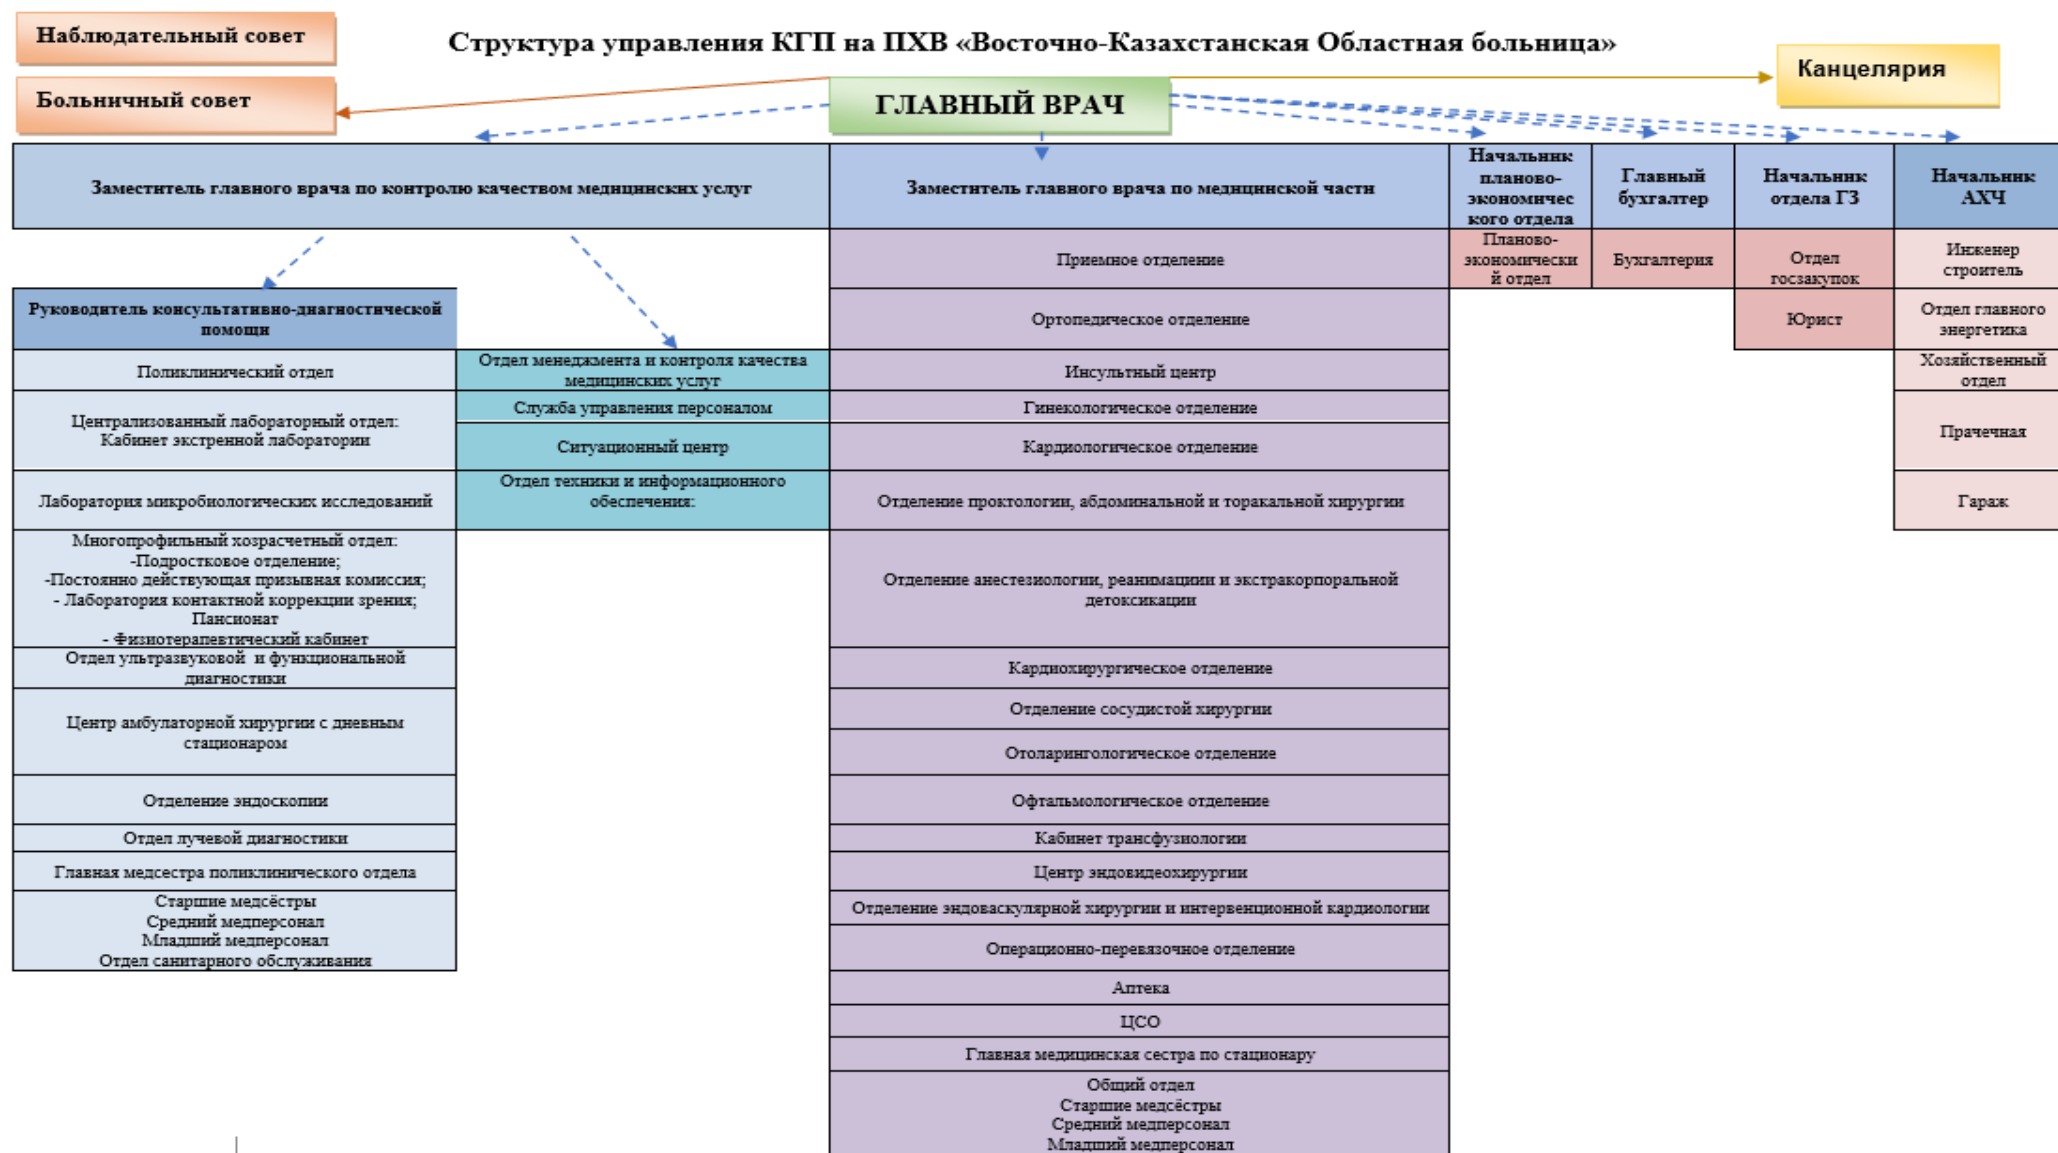 Наблюдательный совет
Структура управления КГП на ПХВ «Восточно-Казахстанская Областная больница»
Канцелярия
Больничный совет
ГЛАВНЫЙ ВРАЧ
Заместитель главного врача по контролю качеством медицинских услуг
Заместитель главного врача по медицинской части
Начальник
планово-
экономичес
кого отдела
Главный
бухгалтер
Начальник
отдела ГЗ
Начальник
АХЧ
Руководитель консультативно-диагностической
помощи
Поликлинический отдел
Централизованный лабораторный отдел:
Кабинет экстренной лаборатории
Лаборатория микробиологических исследований
Многопрофильный хозрасчетный отдел:
-Подростковое отделение;
-Постоянно действующая призывная комиссия;
- Лаборатория контактной коррекции зрения;
Пансионат
- Физиотерапевтический кабинет
Отдел ультразвуковой и функциональной
диагностики
Центр амбулаторной хирургии с дневным
стационаром
Отделение эндоскопии
Отдел лучевой диагностики
Главная медсестра поликлинического отдела
Старшие медсёстры
Средний медперсонал
Младший медперсонал
Отдел санитарного обслуживания
Отдел менеджмента и контроля качества
медицинских услуг
Служба управления персоналом
Ситуационный центр
Отдел техники и информационного
обеспечения:
Приемное отделение
Ортопедическое отделение
Инсультный центр
Гинекологическое отделение
Кардиологическое отделение
Отделение проктологии, абдоминальной и торакальной хирургии
Отделение анестезиологии, реанимациии и экстракорпоральной
детоксикации
Кардиохирургическое отделение
Отделение сосудистой хирургии
Отоларингологическое отделение
Офтальмологическое отделение
Кабинет трансфузиологии
Центр эндовидеохирургии
Отделение эндоваскулярной хирургии и интервенционной кардиологии
Операционно-перевязочное отделение
Аптека
ЦСО
Главная медицинская сестра по стационару
Общий отдел
Старшие медсёстры
Средний медперсонал
Младший медперсонал
Планово-
экономически
й отдел
Бухгалтерия
Отдел
госзакупок
Юрист
Инженер
строитель
Отдел главного
энергетика
Хозяйственный
отдел
Прачечная
Гараж